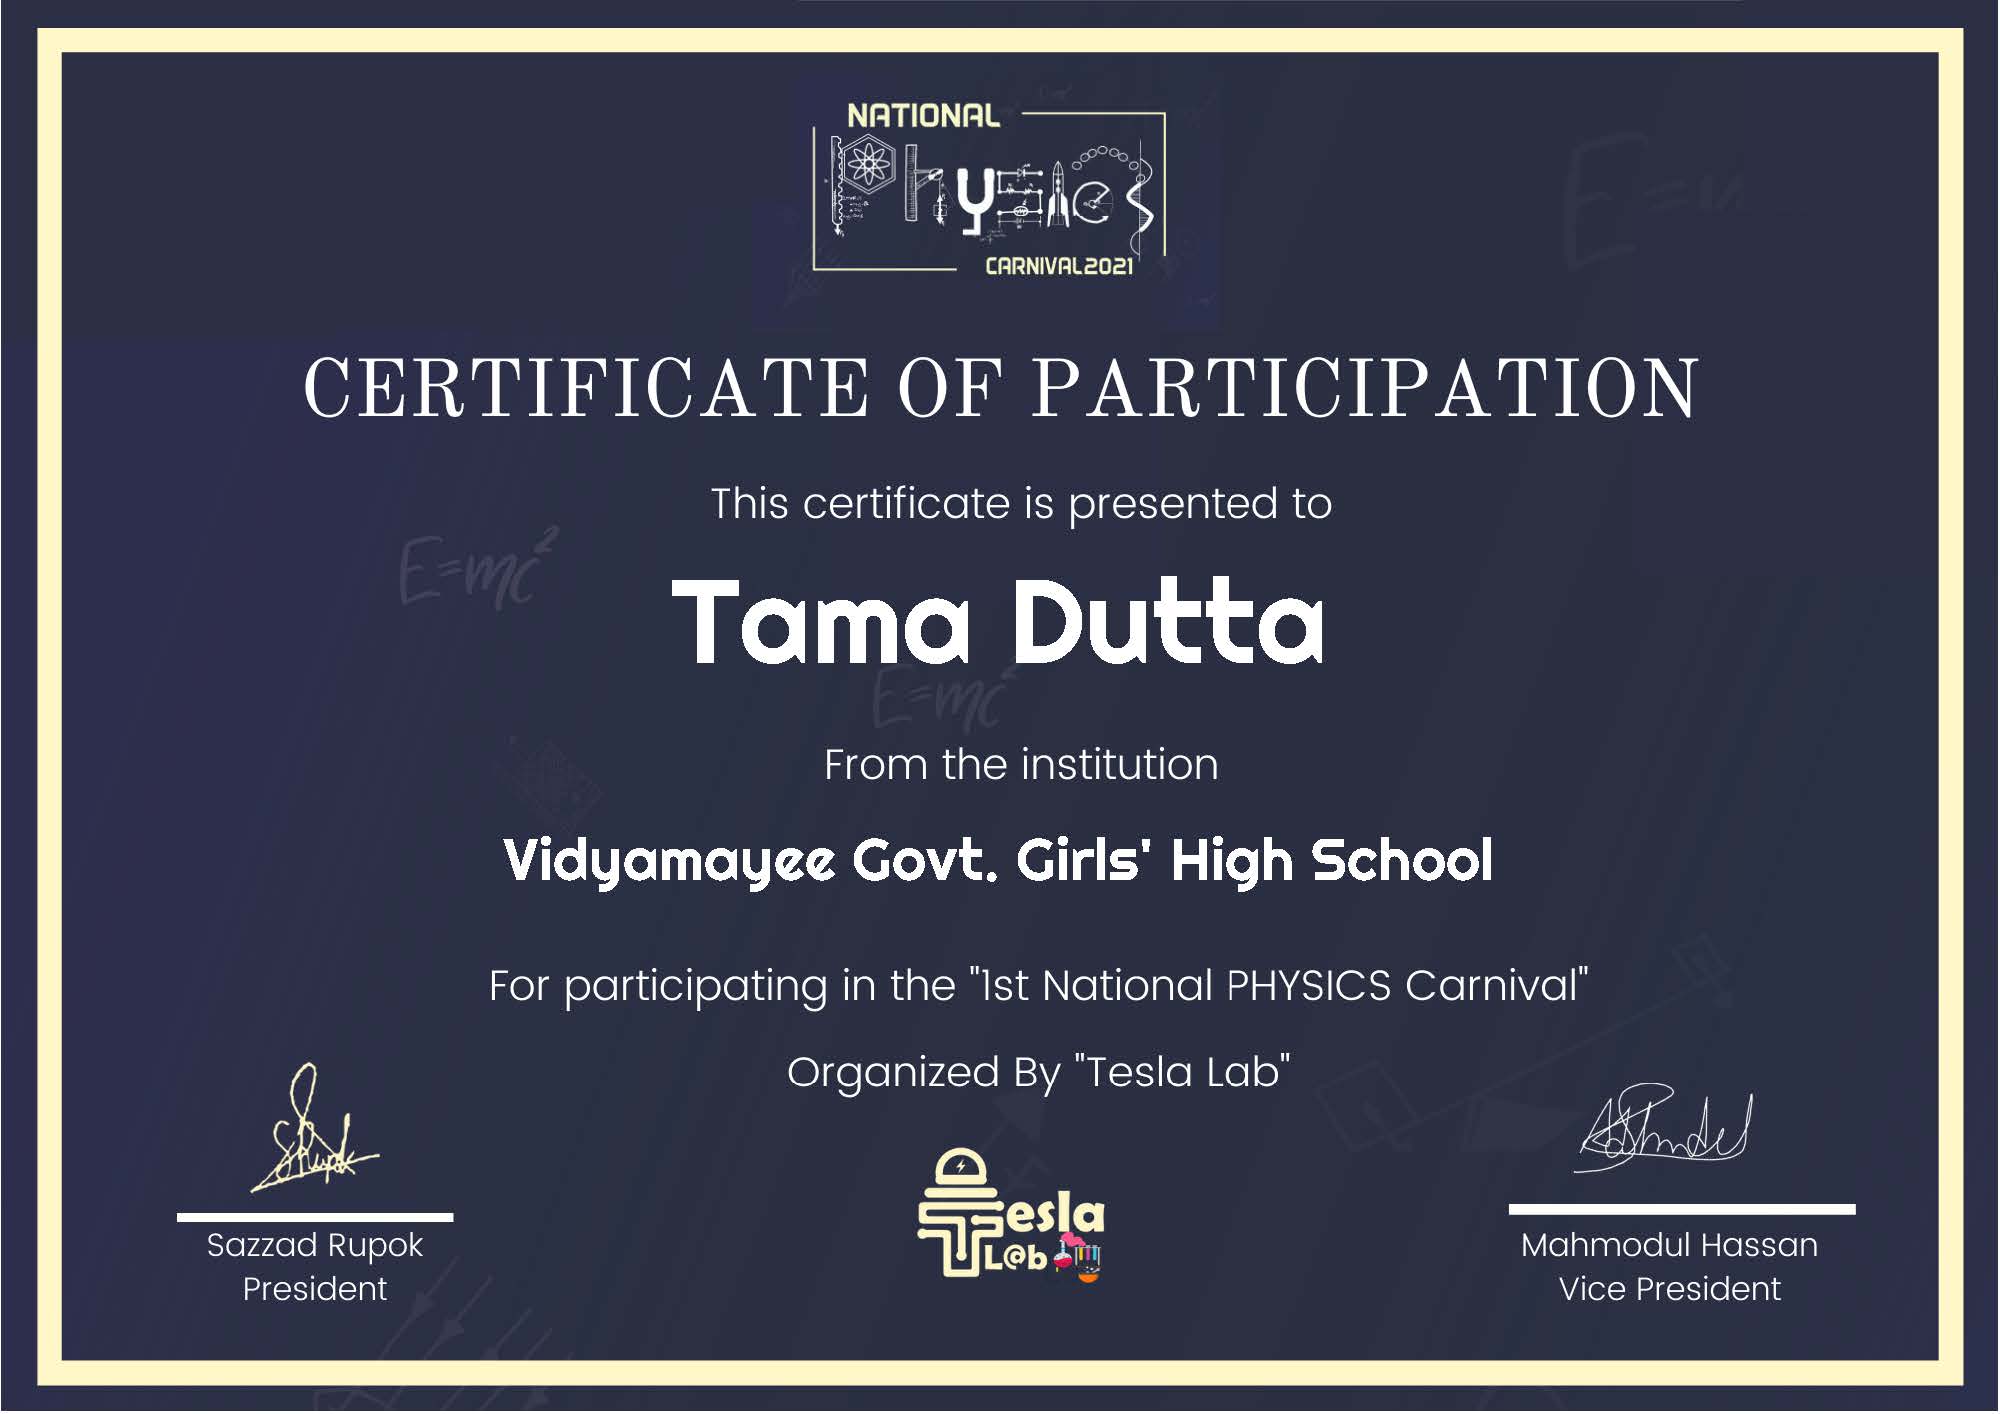 NATIONAL
Physics
CARNIVAL2021
CERTIFICATE OF PARTICIPATION
This certificate is presented to
Tama Dutta
E=mc²
E=mc²
From the institution
Vidyamayee Govt. Girls' High School
For participating in the "1st National PHYSICS Carnival"
Organized By "Tesla Lab"
Tesla
L@b
Sazzad Rupok
President
Mahmodul Hassan
Vice President